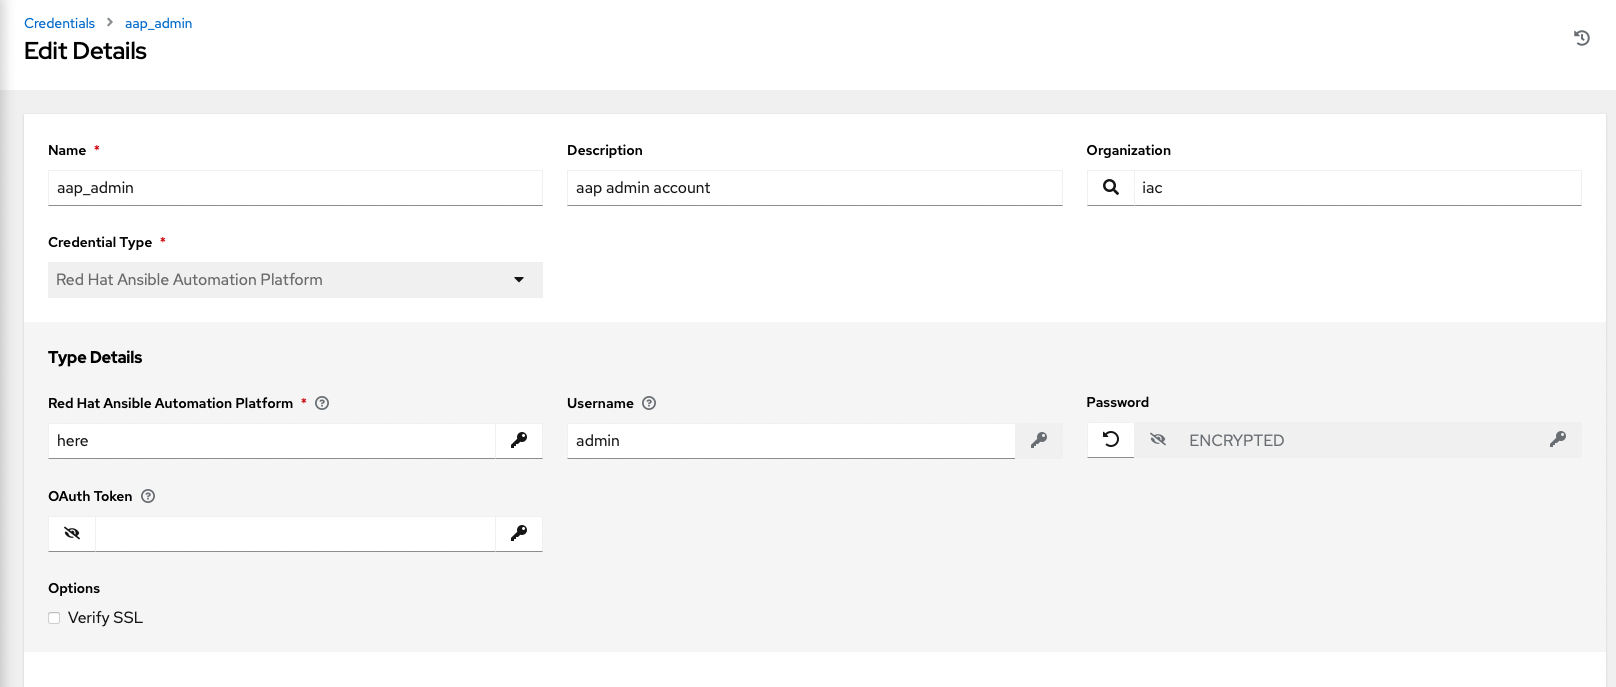 Credentials > aap_admin
Edit Details
Name *
Description
Organization
aap_admin
aap admin account
iac
Credential Type *
Red Hat Ansible Automation Platform
Type Details
Red Hat Ansible Automation Platform *
Username
Password
here
admin
ENCRYPTED
OAuth Token
Options
Verify SSL